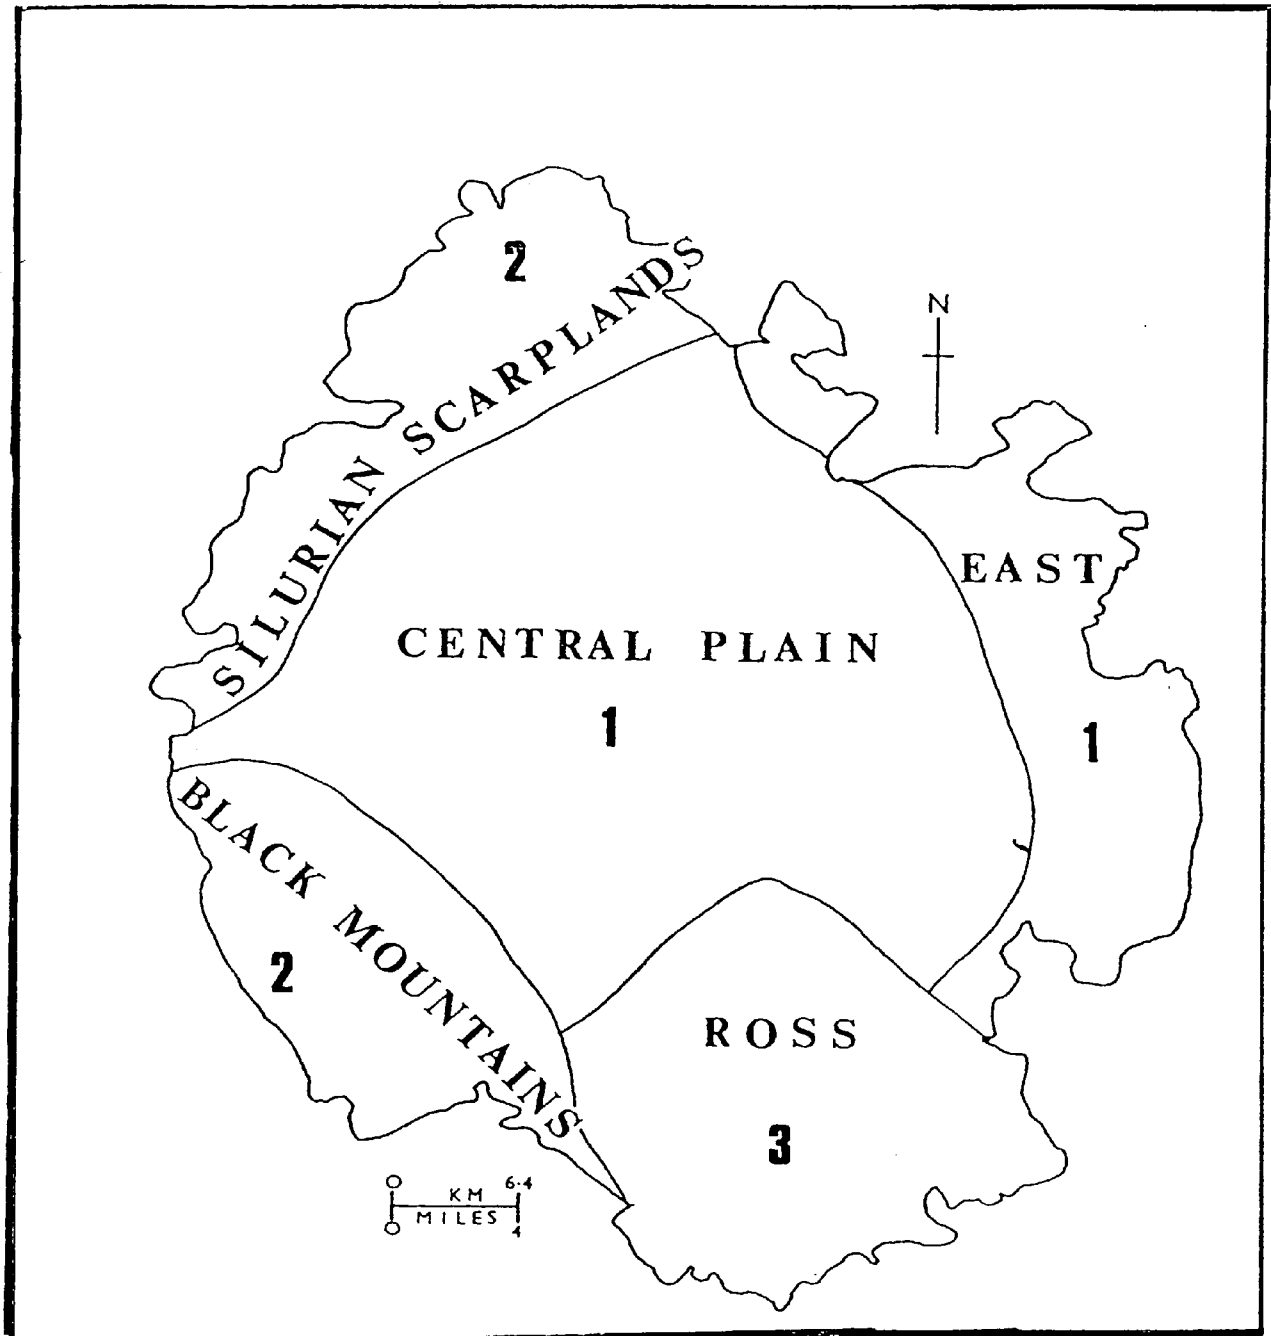 2
SILURIAN SCARPLANDS
N
EAST
CENTRAL PLAIN
1
1
BLACK MOUNTAINS
2
ROSS
3
O KM 6·4
O MILES 4